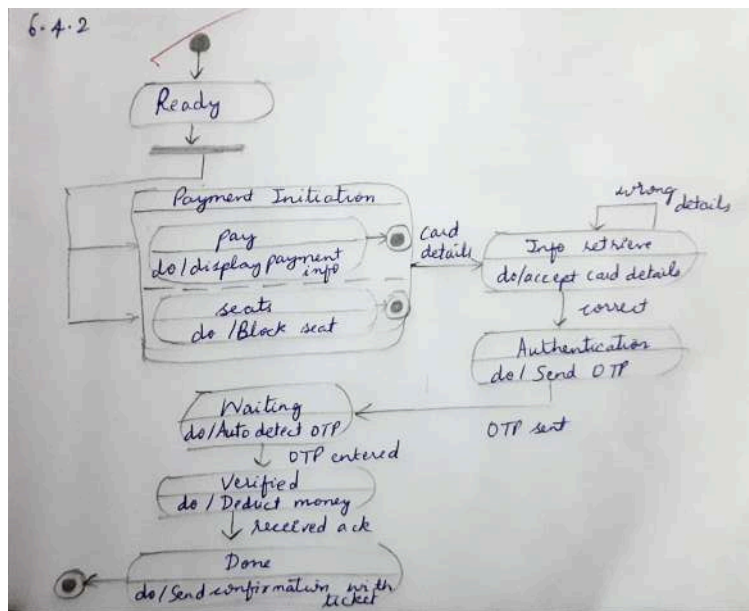 6.4.2
Ready
Payment Initiation
pay
do/display payment
info
seats
do /Block seat
card
details
wrong
details
Info retrieve
do/accept card details
correct
Authentication
do/ Send OTP
OTP sent
Waiting
do/Auto detect OTP
OTP entered
Verified
do / Deduct money
received ack
Done
do/Send confirmation with
ticket